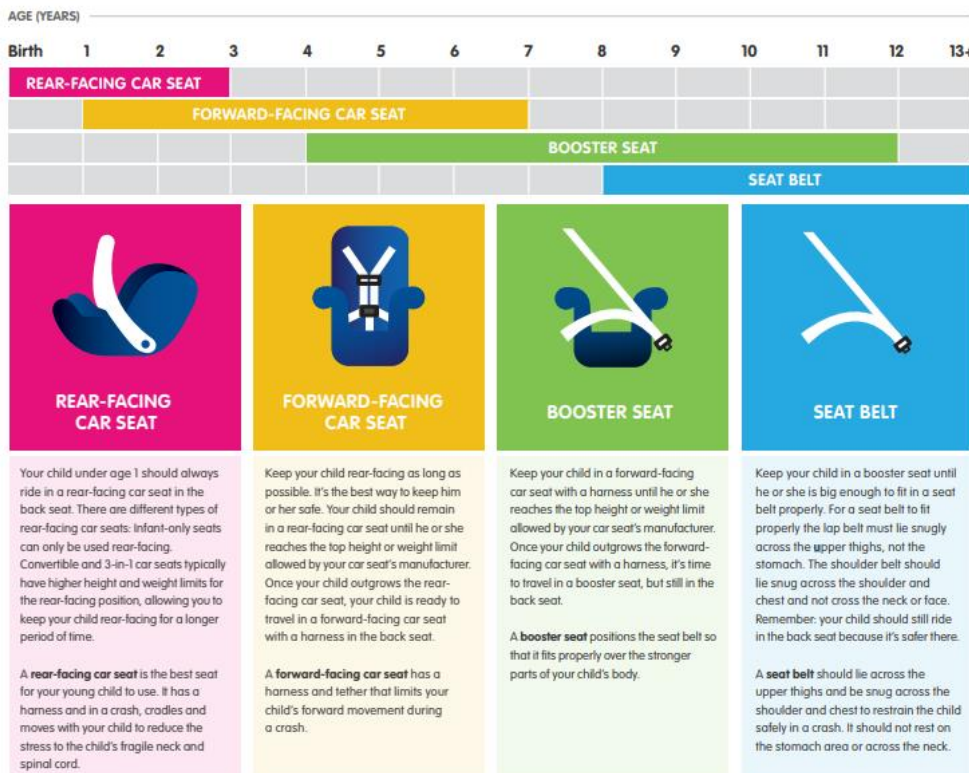 AGE (YEARS)
Birth 1 2 3 4 5 6 7 8 9 10 11 12 13+
REAR-FACING CAR SEAT
FORWARD-FACING CAR SEAT
BOOSTER SEAT
SEAT BELT
REAR-FACING
CAR SEAT
Your child under age 1 should always
ride in a rear-facing car seat in the
back seat. There are different types of
rear-facing car seats: Infant-only seats
can only be used rear-facing.
Convertible and 3-in-1 car seats typically
have higher height and weight limits for
the rear-facing position, allowing you to
keep your child rear-facing for a longer
period of time.
A rear-facing car seat is the best seat
for your young child to use. It has a
harness and in a crash, cradles and
moves with your child to reduce the
stress to the child's fragile neck and
spinal cord.
FORWARD-FACING
CAR SEAT
Keep your child rear-facing as long as
possible. It's the best way to keep him
or her safe. Your child should remain
in a rear-facing car seat until he or she
reaches the top height or weight limit
allowed by your car seat's manufacturer.
Once your child outgrows the rear-
facing car seat, your child is ready to
travel in a forward-facing car seat
with a harness in the back seat.
A forward-facing car seat has a
harness and tether that limits your
child's forward movement during
a crash.
BOOSTER SEAT
Keep your child in a forward-facing
car seat with a harness until he or she
reaches the top height or weight limit
allowed by your car seat's manufacturer.
Once your child outgrows the forward-
facing car seat with a harness, it's time
to travel in a booster seat, but still in the
back seat.
A booster seat positions the seat belt so
that it fits properly over the stronger
parts of your child's body.
SEAT BELT
Keep your child in a booster seat until
he or she is big enough to fit in a seat
belt properly. For a seat belt to fit
properly the lap belt must lie snugly
across the upper thighs, not the
stomach. The shoulder belt should
lie snug across the shoulder and
chest and not cross the neck or face.
Remember: your child should still ride
in the back seat because it's safer there.
A seat belt should lie across the
upper thighs and be snug across the
shoulder and chest to restrain the child
safely in a crash. It should not rest on
the stomach area or across the neck.